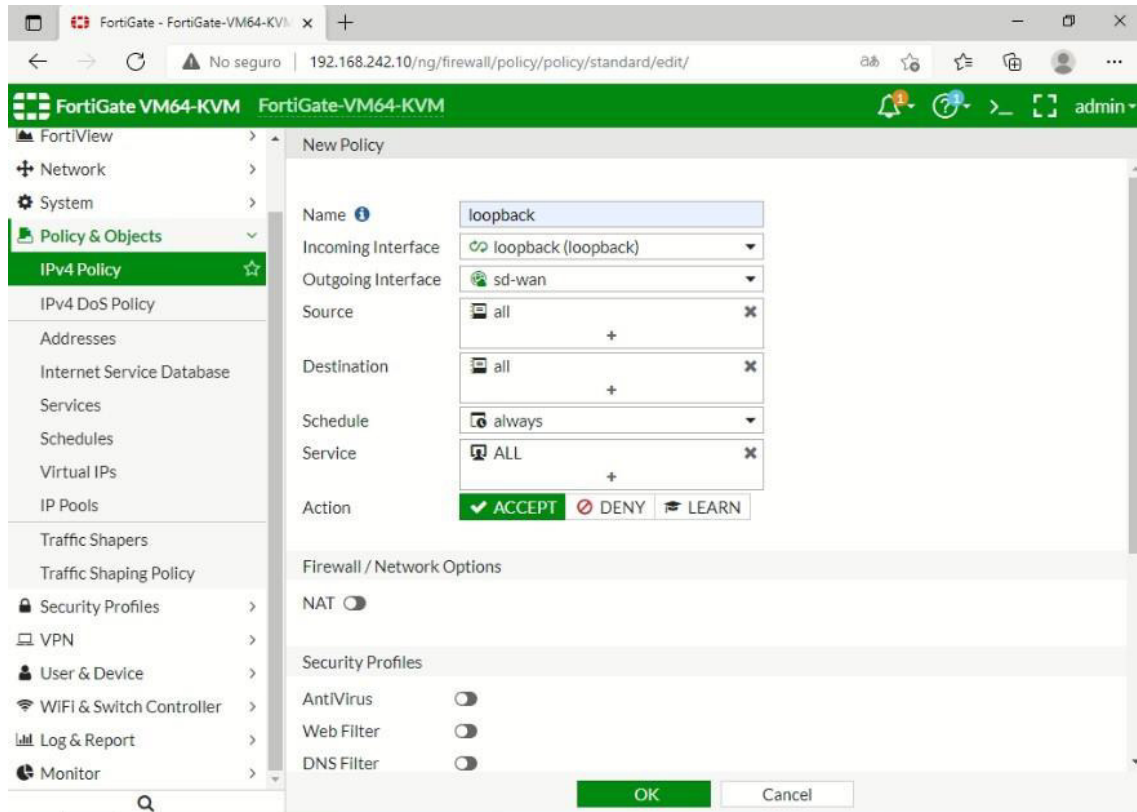 FortiGate - FortiGate-VM64-KV
No seguro 192.168.242.10/ng/firewall/policy/policy/standard/edit/
FortiGate VM64-KVM FortiGate-VM64-KVM 1 1 admin
FortiView
Network
System
Policy & Objects
IPv4 Policy
IPv4 DoS Policy
Addresses
Internet Service Database
Services
Schedules
Virtual IPs
IP Pools
Traffic Shapers
Traffic Shaping Policy
Security Profiles
VPN
User & Device
WiFi & Switch Controller
Log & Report
Monitor
New Policy
Name loopback
Incoming Interface loopback (loopback)
Outgoing Interface sd-wan
Source all
+
Destination all
+
Schedule always
Service ALL
+
Action ACCEPT DENY LEARN
Firewall / Network Options
NAT
Security Profiles
AntiVirus
Web Filter
DNS Filter
OK Cancel